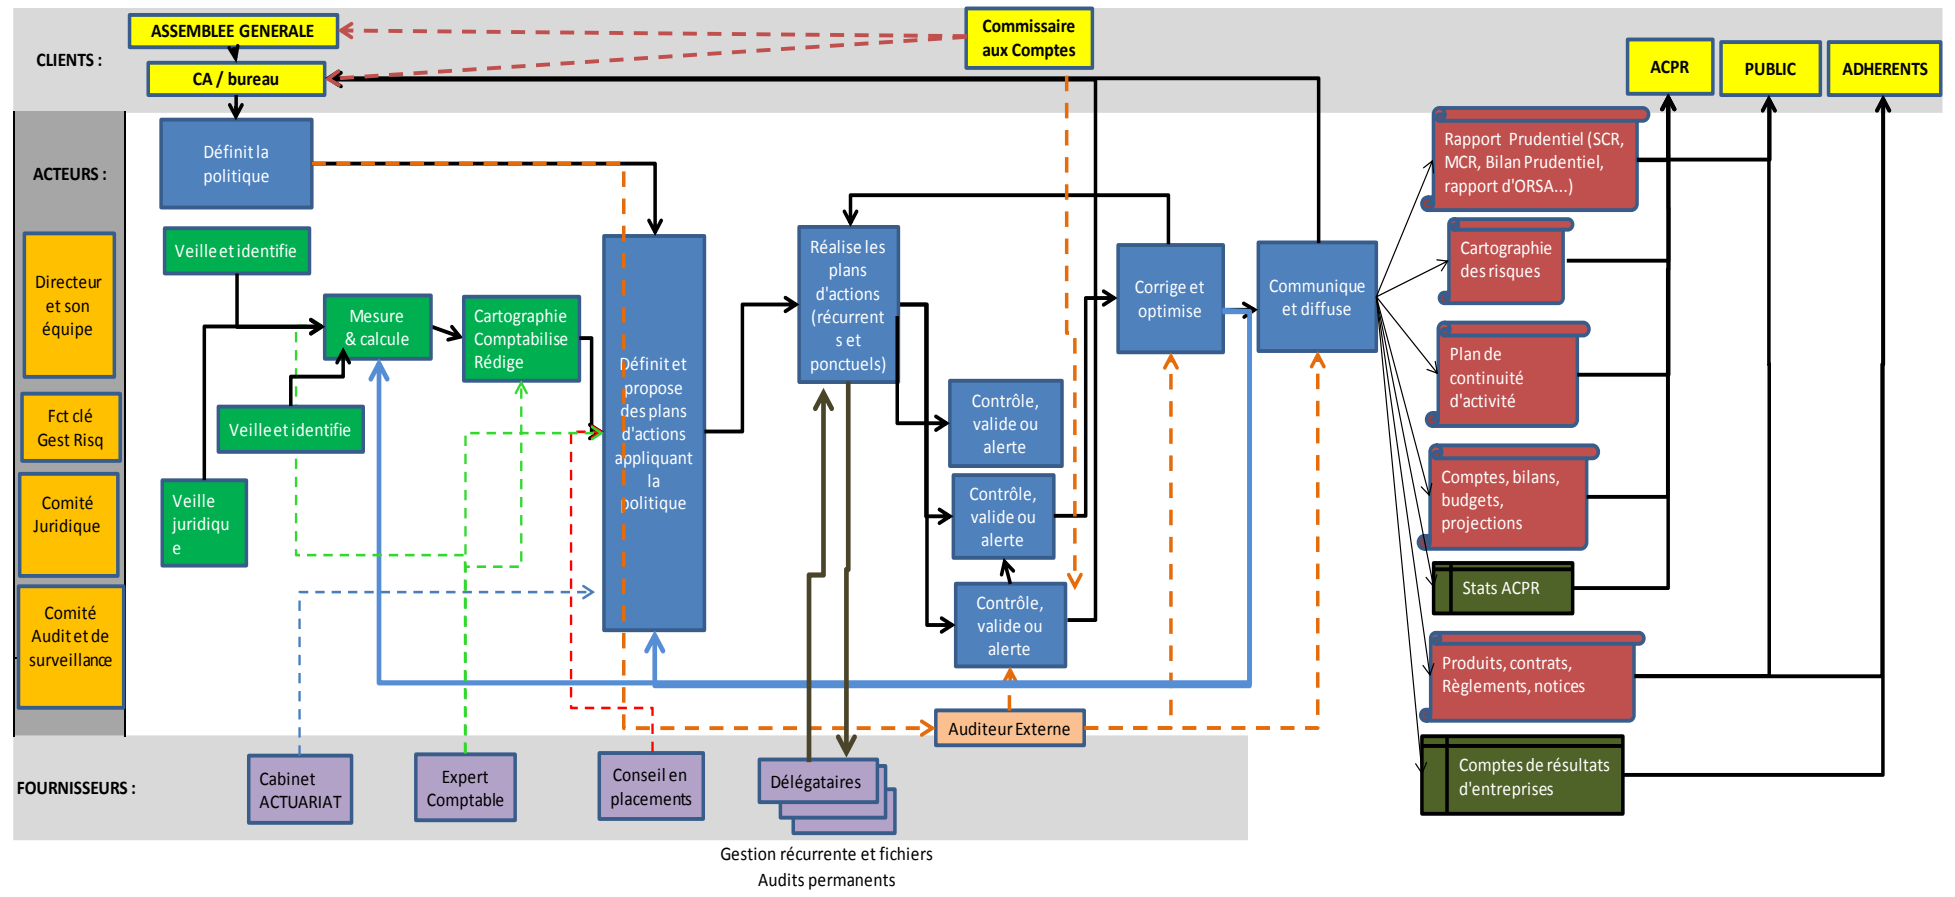 CLIENTS :
ASSEMBLEE GENERALE
CA / bureau
Commissaire
aux Comptes
ACPR
PUBLIC
ADHERENTS
ACTEURS :
Définit la
politique
Directeur
et son
équipe
Fct clé
Gest Risq
Comité
Juridique
Comité
Audit et de
surveillance
Veille et identifie
Mesure
& calcule
Veille et identifie
Veille
juridiqu
e
Cartographie
Comptabilise
Rédige
Définit et
propose
des plans
d'actions
appliquant
la
politique
Réalise les
plans
d'actions
(récurrent
s et
ponctuels)
Contrôle,
valide ou
alerte
Contrôle,
valide ou
alerte
Contrôle,
valide ou
alerte
Corrige et
optimise
Communique
et diffuse
Rapport Prudentiel (SCR,
MCR, Bilan Prudentiel,
rapport d'ORSA...)
Cartographie
des risques
Plan de
continuité
d'activité
Comptes, bilans,
budgets,
projections
Stats ACPR
Produits, contrats,
Règlements, notices
Comptes de résultats
d'entreprises
Auditeur Externe
FOURNISSEURS :
Cabinet
ACTUARIAT
Expert
Comptable
Conseil en
placements
Délégataires
Gestion récurrente et fichiers
Audits permanents